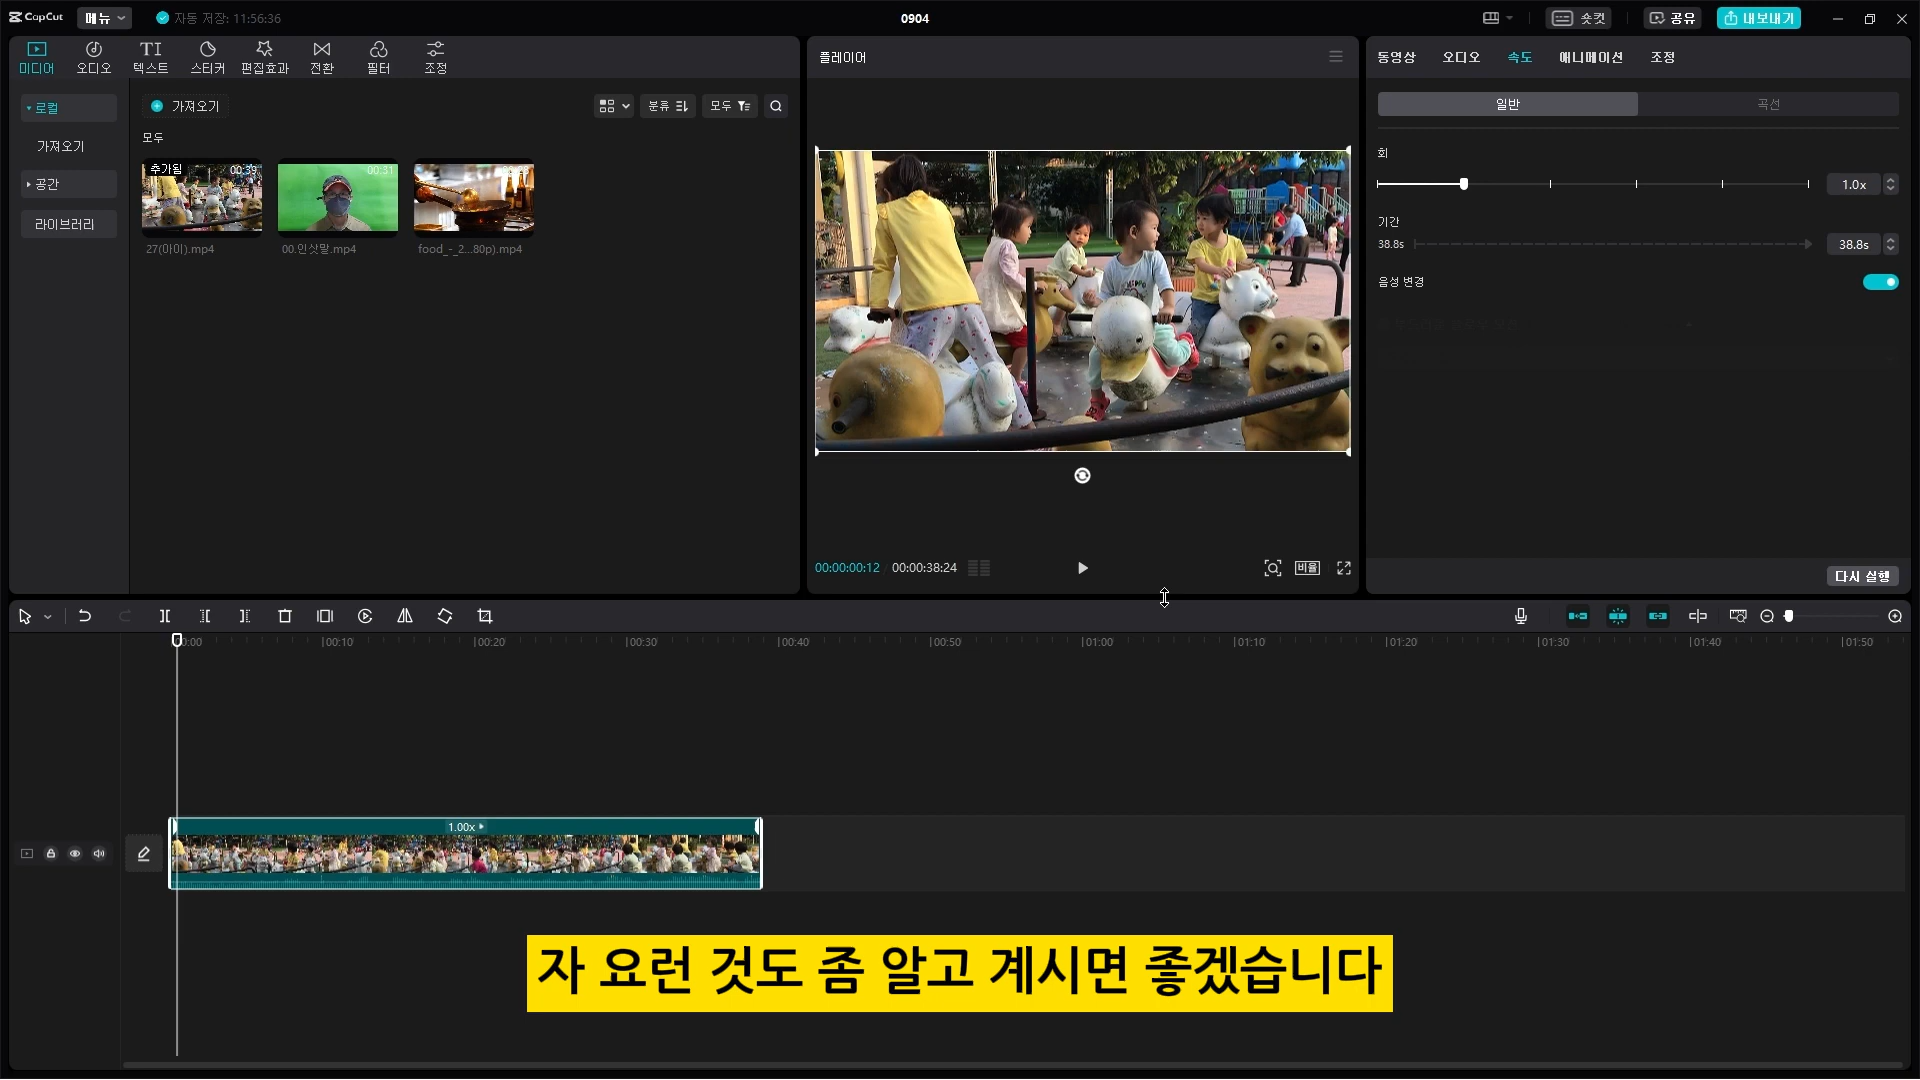 CapCut
메뉴
자동 저장: 11:56:36
0904
숏컷
공유
내보내기
미디어
오디오
텍스트
스티커
편집효과
전환
필터
조정
로컬
가져오기
공간
라이브러리
가져오기
분류
모두
모두
추가됨
00:39
00:31
27(아이).mp4
00.인삿말.mp4
food_-_2...80p).mp4
플레이어
00:00:00:12
00:00:38:24
비율
동영상
오디오
속도
애니메이션
조정
일반
곡선
회
1.0x
기간
38.8s
38.8s
음성 변경
다시 실행
00:00
00:10
00:20
00:30
00:40
00:50
01:00
01:10
01:20
01:30
01:40
01:50
1.00x
자 요런 것도 좀 알고 계시면 좋겠습니다